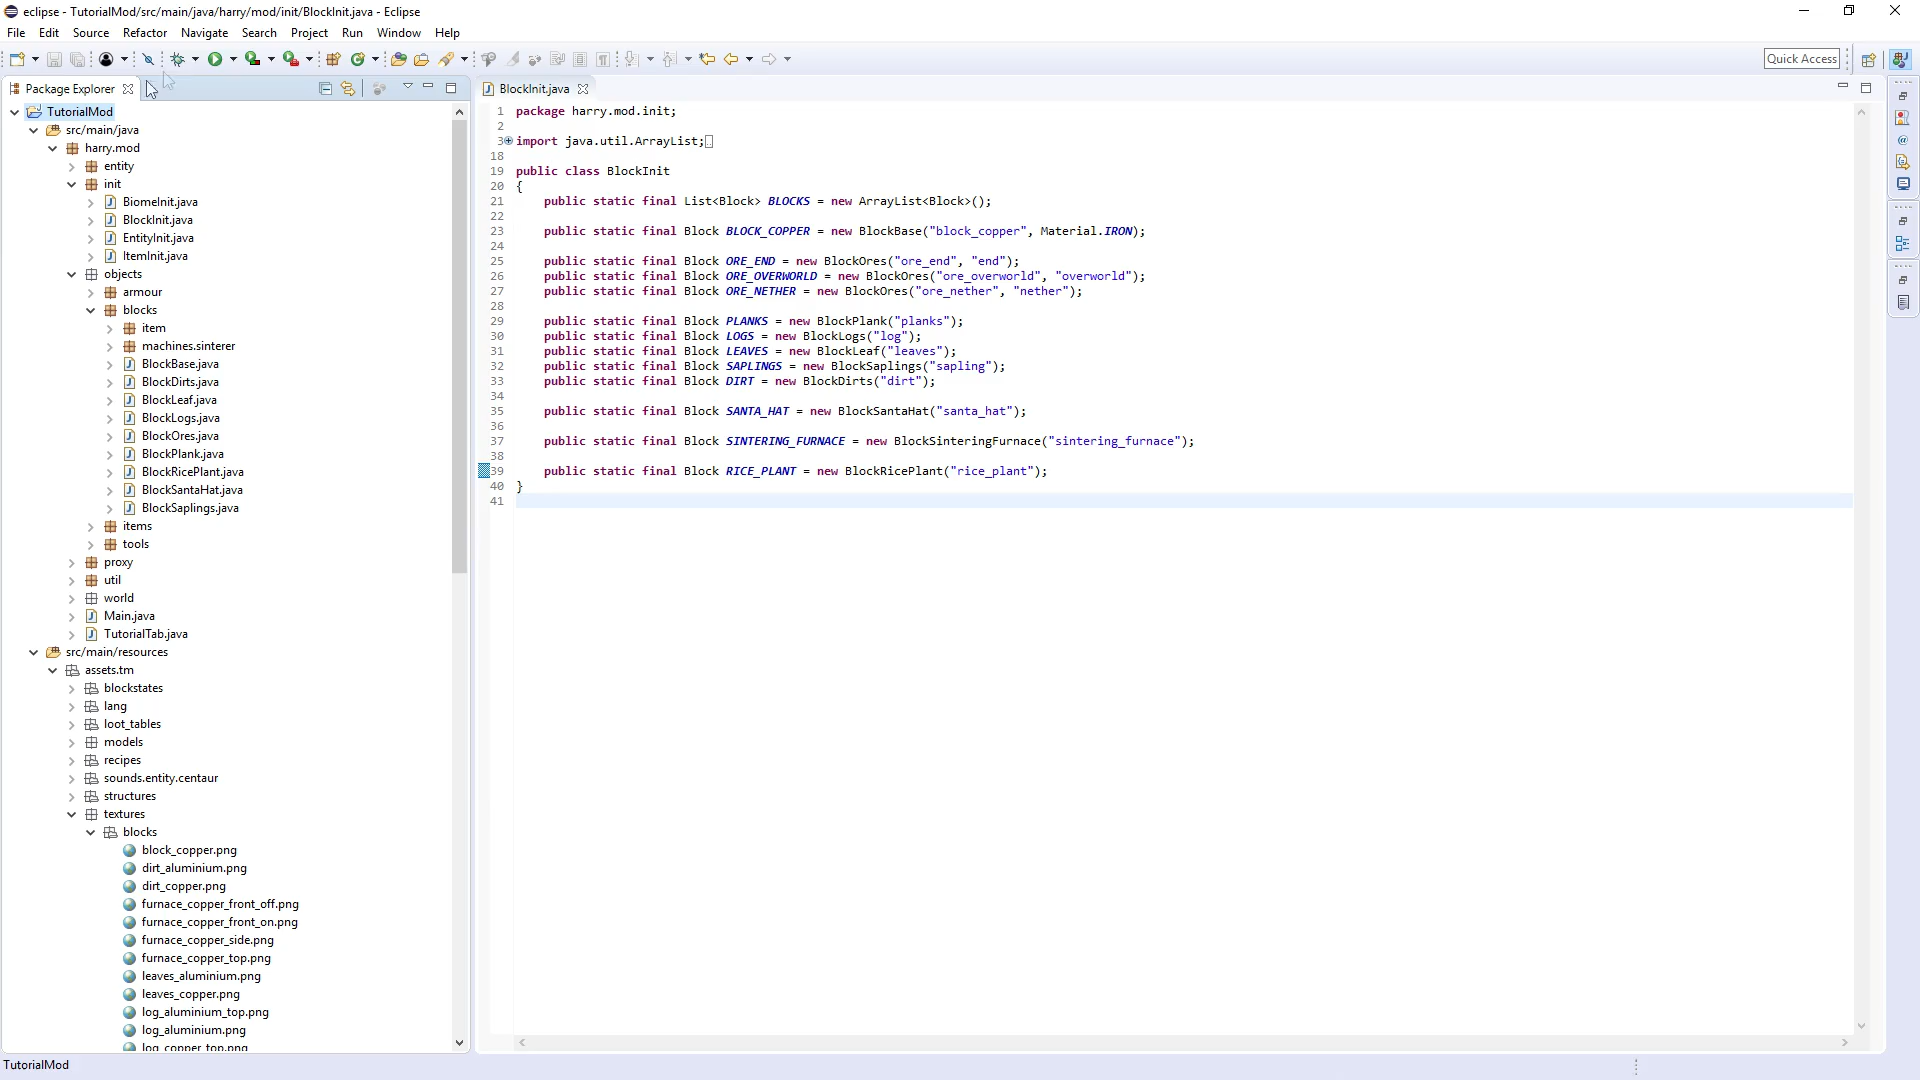 eclipse - TutorialMod/src/main/java/harry/mod/init/BlockInit.java - Eclipse
File Edit Source Refactor Navigate Search Project Run Window Help
Quick Access
Package Explorer
TutorialMod
src/main/java
harry.mod
entity
init
BiomeInit.java
BlockInit.java
EntityInit.java
ItemInit.java
objects
armour
blocks
item
machines.sinterer
BlockBase.java
BlockDirts.java
BlockLeaf.java
BlockLogs.java
BlockOres.java
BlockPlank.java
BlockRicePlant.java
BlockSantaHat.java
BlockSaplings.java
items
tools
proxy
util
world
Main.java
TutorialTab.java
src/main/resources
assets.tm
blockstates
lang
loot_tables
models
recipes
sounds.entity.centaur
structures
textures
blocks
block_copper.png
dirt_aluminium.png
dirt_copper.png
furnace_copper_front_off.png
furnace_copper_front_on.png
furnace_copper_side.png
furnace_copper_top.png
leaves_aluminium.png
leaves_copper.png
log_aluminium_top.png
log_aluminium.png
log_copper_top.png
BlockInit.java
1 package harry.mod.init;
2
3 import java.util.ArrayList;
18
19 public class BlockInit
20 {
21 public static final List<Block> BLOCKS = new ArrayList<Block>();
22
23 public static final Block BLOCK_COPPER = new BlockBase("block_copper", Material.IRON);
24
25 public static final Block ORE_END = new BlockOres("ore_end", "end");
26 public static final Block ORE_OVERWORLD = new BlockOres("ore_overworld", "overworld");
27 public static final Block ORE_NETHER = new BlockOres("ore_nether", "nether");
28
29 public static final Block PLANKS = new BlockPlank("planks");
30 public static final Block LOGS = new BlockLogs("log");
31 public static final Block LEAVES = new BlockLeaf("leaves");
32 public static final Block SAPLINGS = new BlockSaplings("sapling");
33 public static final Block DIRT = new BlockDirts("dirt");
34
35 public static final Block SANTA_HAT = new BlockSantaHat("santa_hat");
36
37 public static final Block SINTERING_FURNACE = new BlockSinteringFurnace("sintering_furnace");
38
39 public static final Block RICE_PLANT = new BlockRicePlant("rice_plant");
40 }
41
TutorialMod